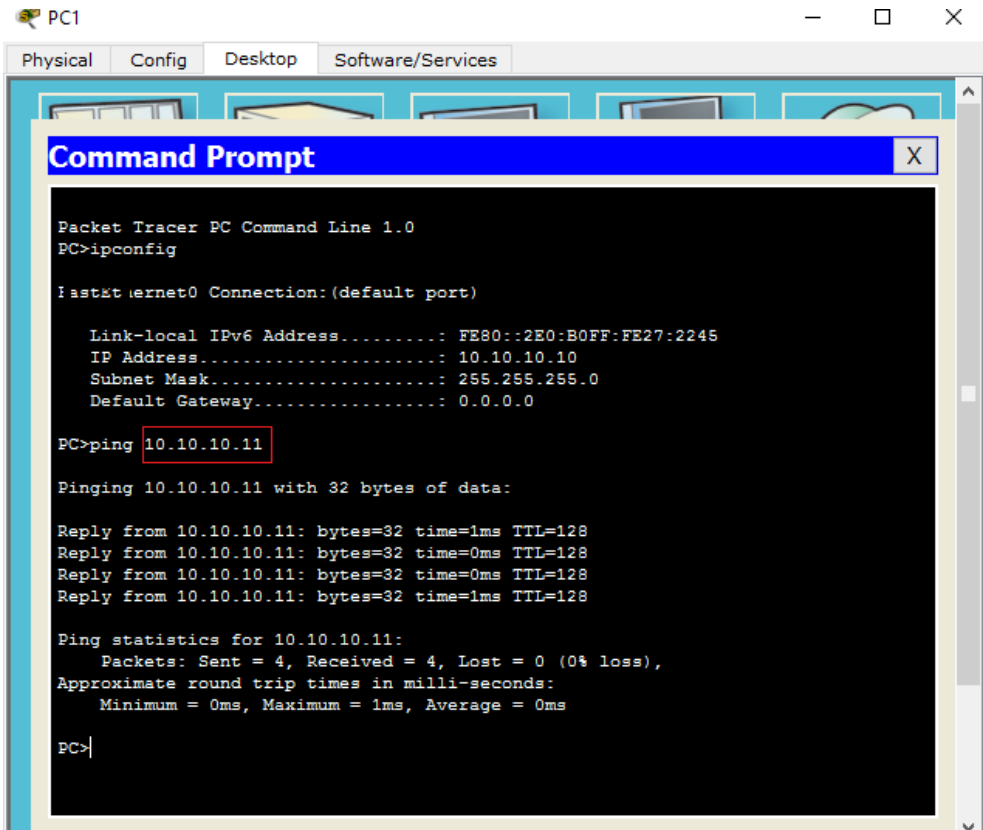 PC1
Physical Config Desktop Software/Services
Command Prompt X
Packet Tracer PC Command Line 1.0
PC>ipconfig
FastEthernet0 Connection:(default port)
Link-local IPv6 Address.........: FE80::2E0:B0FF:FE27:2245
IP Address......................: 10.10.10.10
Subnet Mask.....................: 255.255.255.0
Default Gateway.................: 0.0.0.0
PC>ping 10.10.10.11
Pinging 10.10.10.11 with 32 bytes of data:
Reply from 10.10.10.11: bytes=32 time=1ms TTL=128
Reply from 10.10.10.11: bytes=32 time=0ms TTL=128
Reply from 10.10.10.11: bytes=32 time=0ms TTL=128
Reply from 10.10.10.11: bytes=32 time=1ms TTL=128
Ping statistics for 10.10.10.11:
Packets: Sent = 4, Received = 4, Lost = 0 (0% loss),
Approximate round trip times in milli-seconds:
Minimum = 0ms, Maximum = 1ms, Average = 0ms
PC>